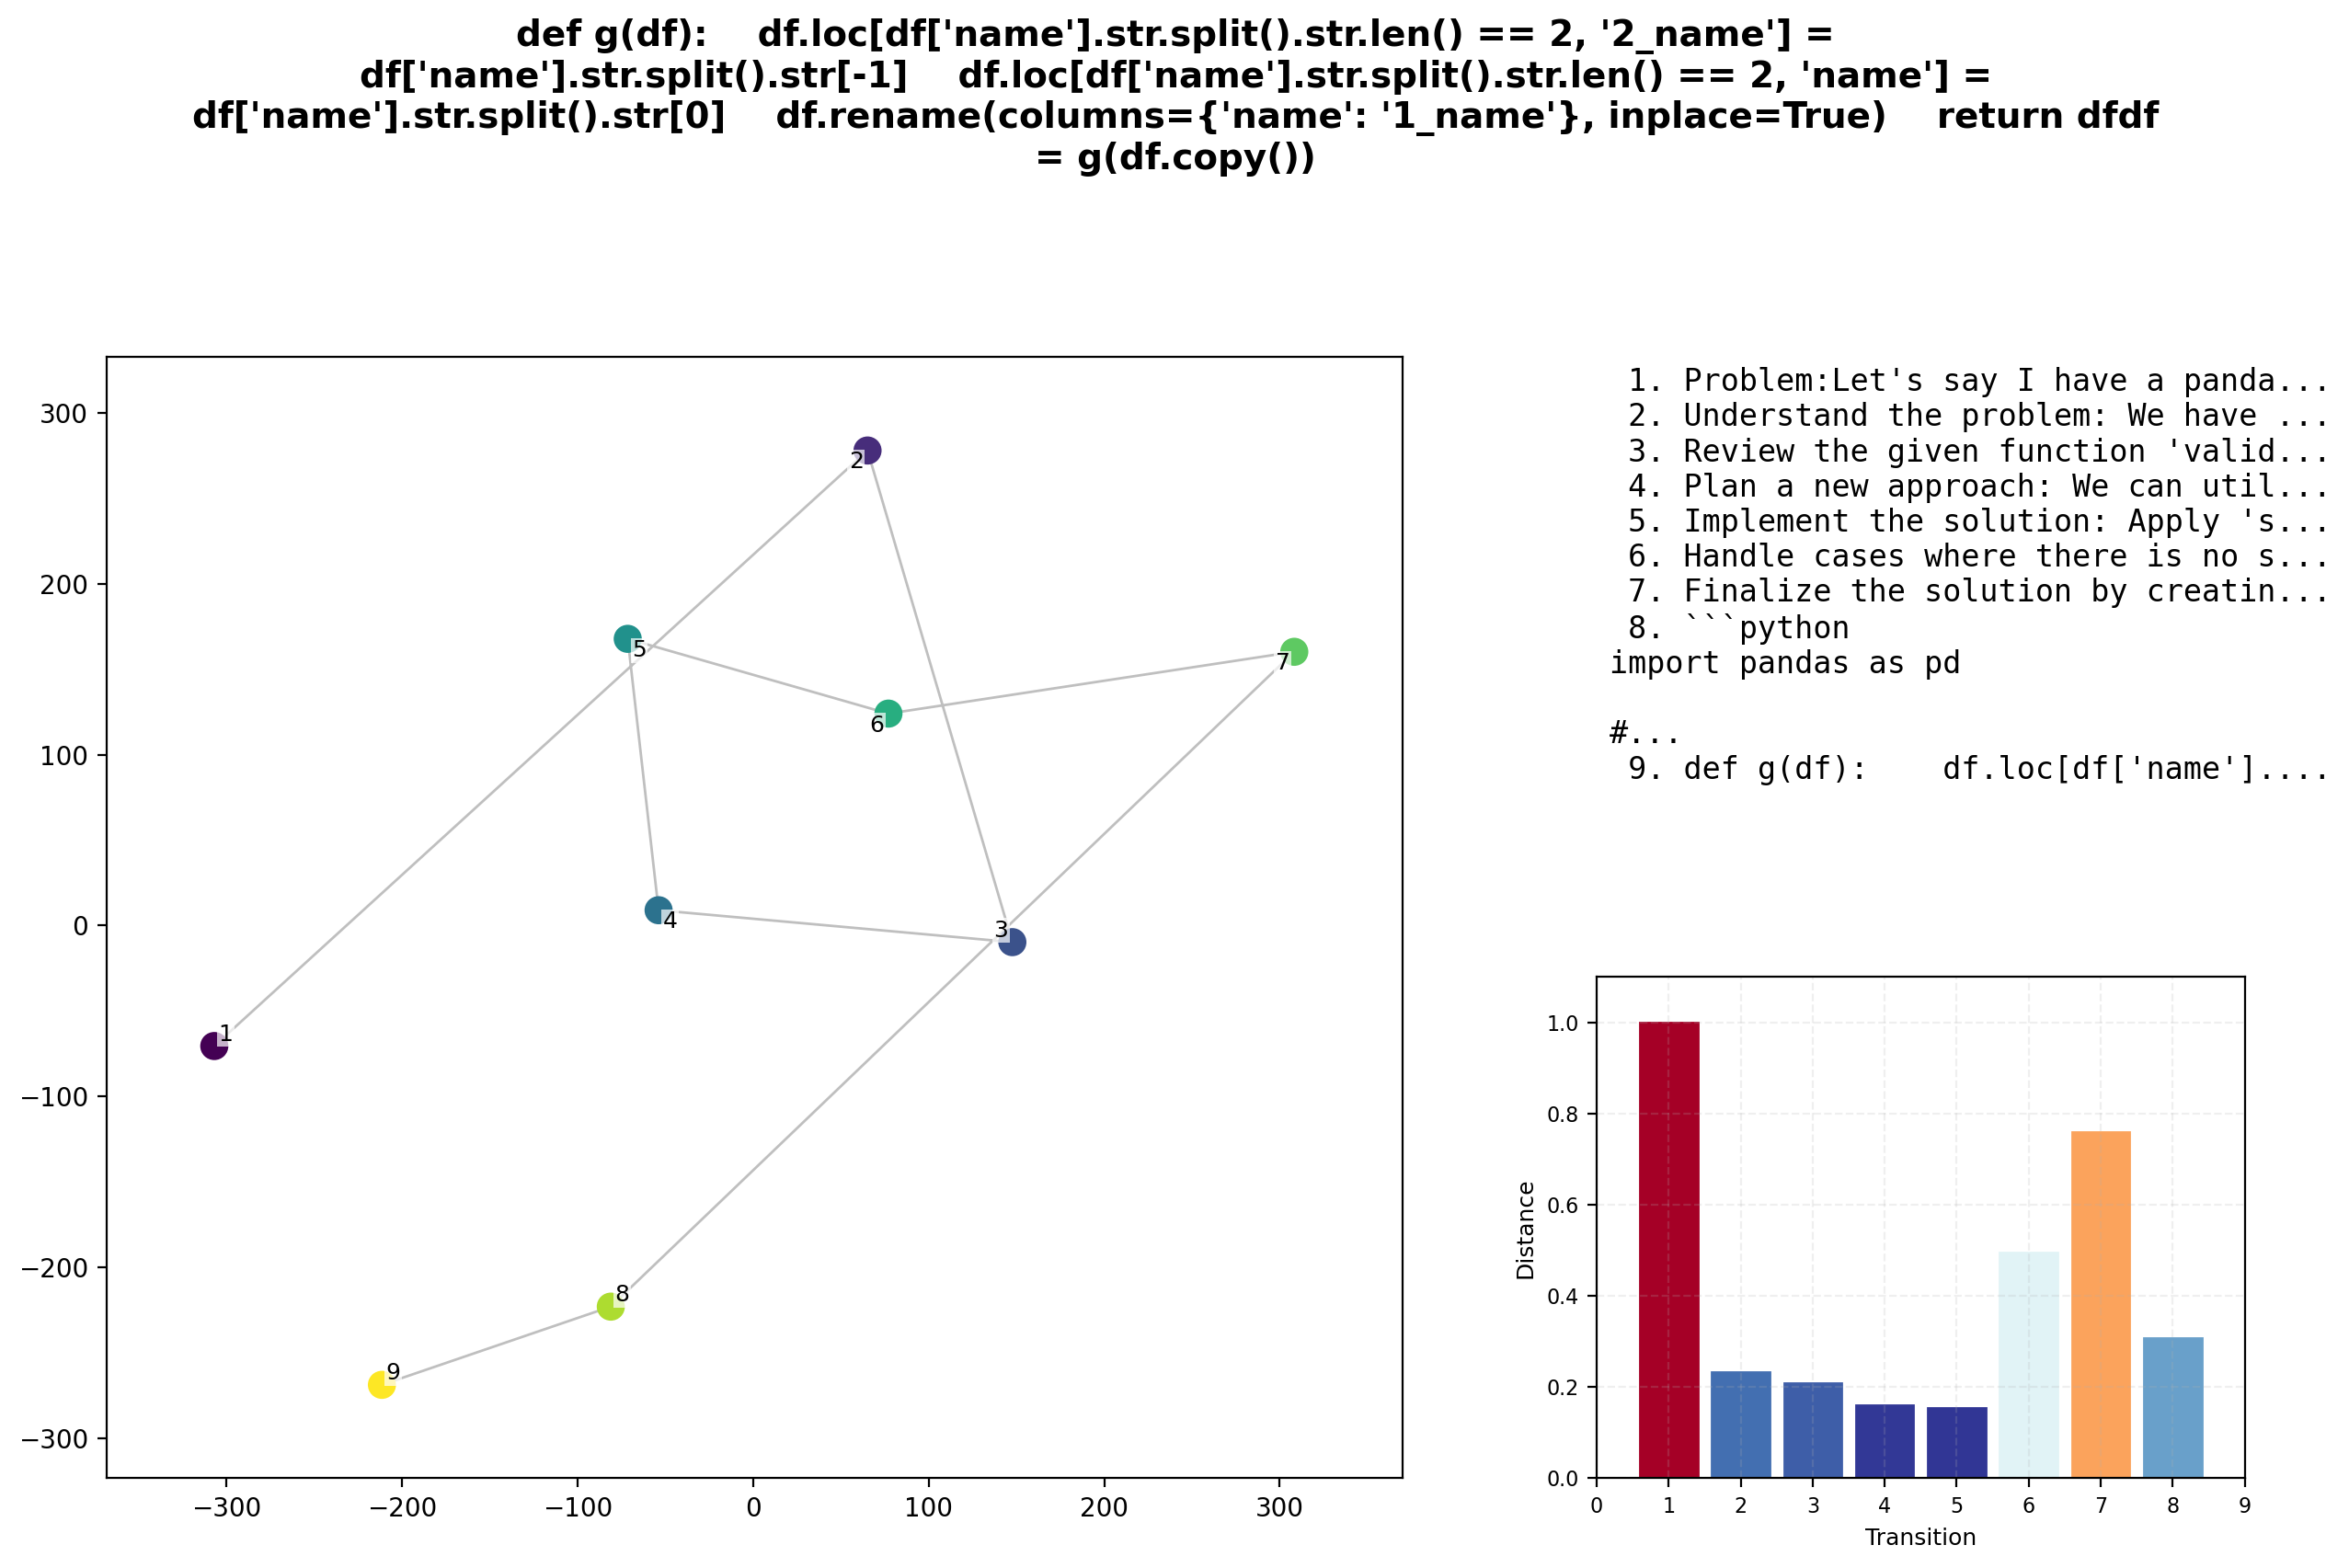 def g(df):    df.loc[df['name'].str.split().str.len() == 2, '2_name'] =
df['name'].str.split().str[-1]    df.loc[df['name'].str.split().str.len() == 2, 'name'] =
df['name'].str.split().str[0]    df.rename(columns={'name': '1_name'}, inplace=True)    return dfdf
= g(df.copy())
300
200
100
0
−100
−200
−300
−300 −200 −100 0 100 200 300
2
5
7
6
4
3
1
8
9
1. Problem:Let's say I have a panda...
2. Understand the problem: We have ...
3. Review the given function 'valid...
4. Plan a new approach: We can util...
5. Implement the solution: Apply 's...
6. Handle cases where there is no s...
7. Finalize the solution by creatin...
8. ```python
import pandas as pd
#...
9. def g(df):    df.loc[df['name']....
1.0
0.8
0.6
0.4
0.2
0.0
Distance
0 1 2 3 4 5 6 7 8 9
Transition